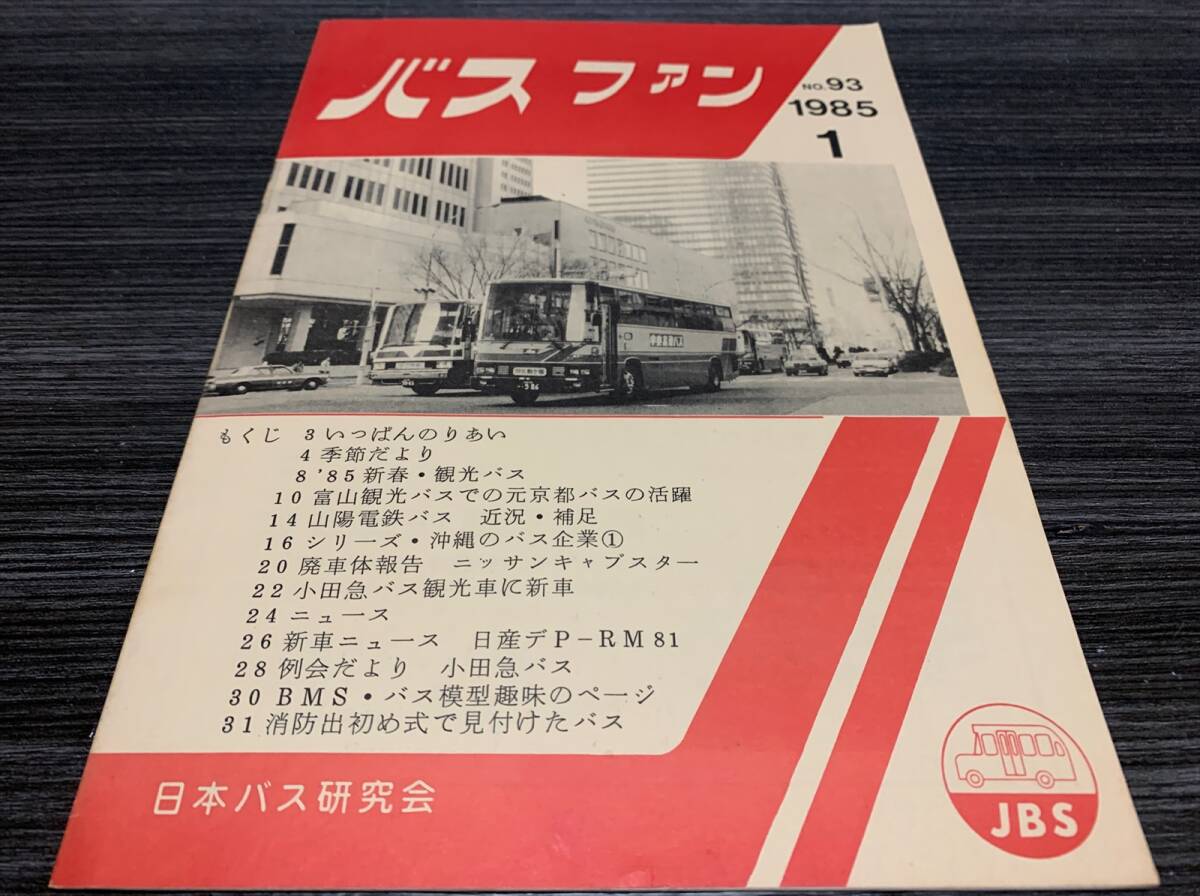 バスファン
NO.93
1985
1
もくじ 3 いっぱんのりあい
4 季節だより
8 '85新春・観光バス
10 富山観光バスでの元京都バスの活躍
14 山陽電鉄バス 近況・補足
16 シリーズ・沖縄のバス企業①
20 廃車体報告 ニッサンキャブスター
22 小田急バス観光車に新車
24 ニュース
26 新車ニュース 日産デP-RM81
28 例会だより 小田急バス
30 BMS・バス模型趣味のページ
31 消防出初め式で見付けたバス
日本バス研究会
JBS